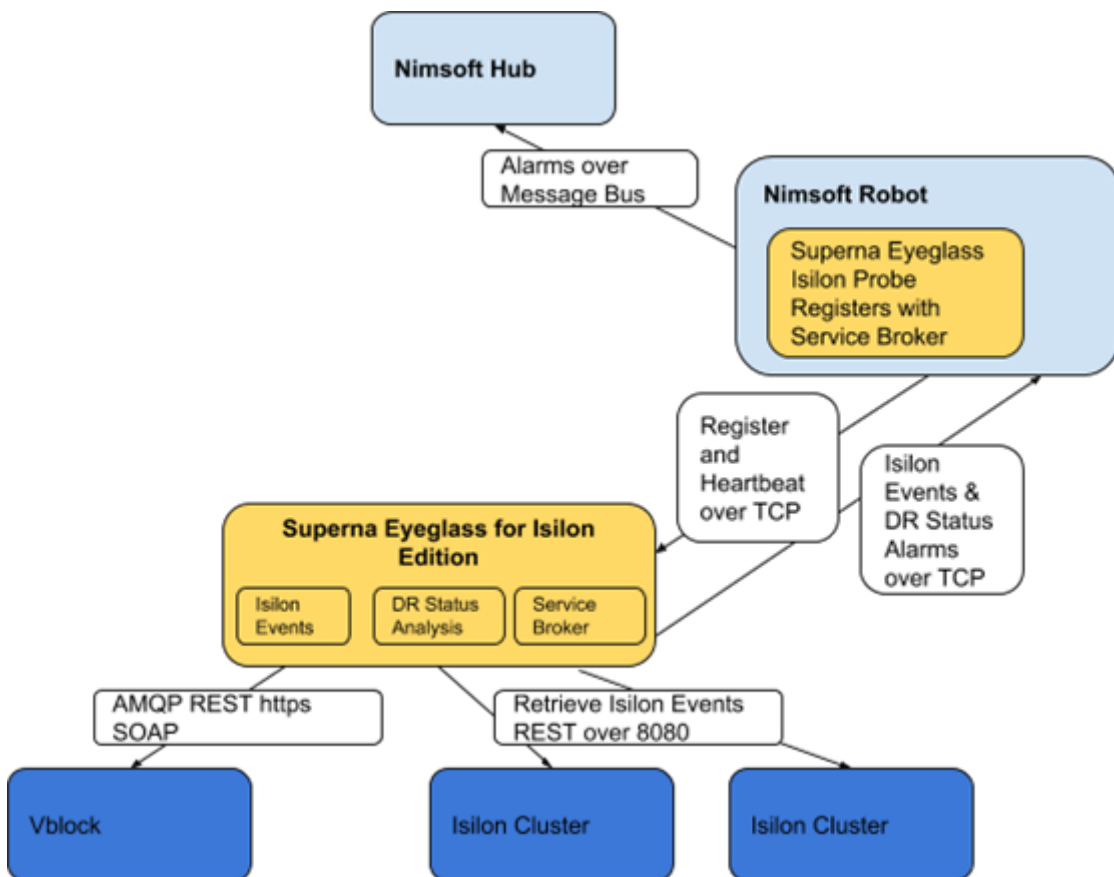 Nimsoft Hub
Alarms over
Message Bus
Nimsoft Robot
Superna Eyeglass
Isilon Probe
Registers with
Service Broker
Register
and
Heartbeat
over TCP
Isilon
Events &
DR Status
Alarms
over TCP
Superna Eyeglass for Isilon
Edition
Isilon
Events
DR Status
Analysis
Service
Broker
AMQP REST https
SOAP
Retrieve Isilon Events
REST over 8080
Vblock
Isilon Cluster
Isilon Cluster